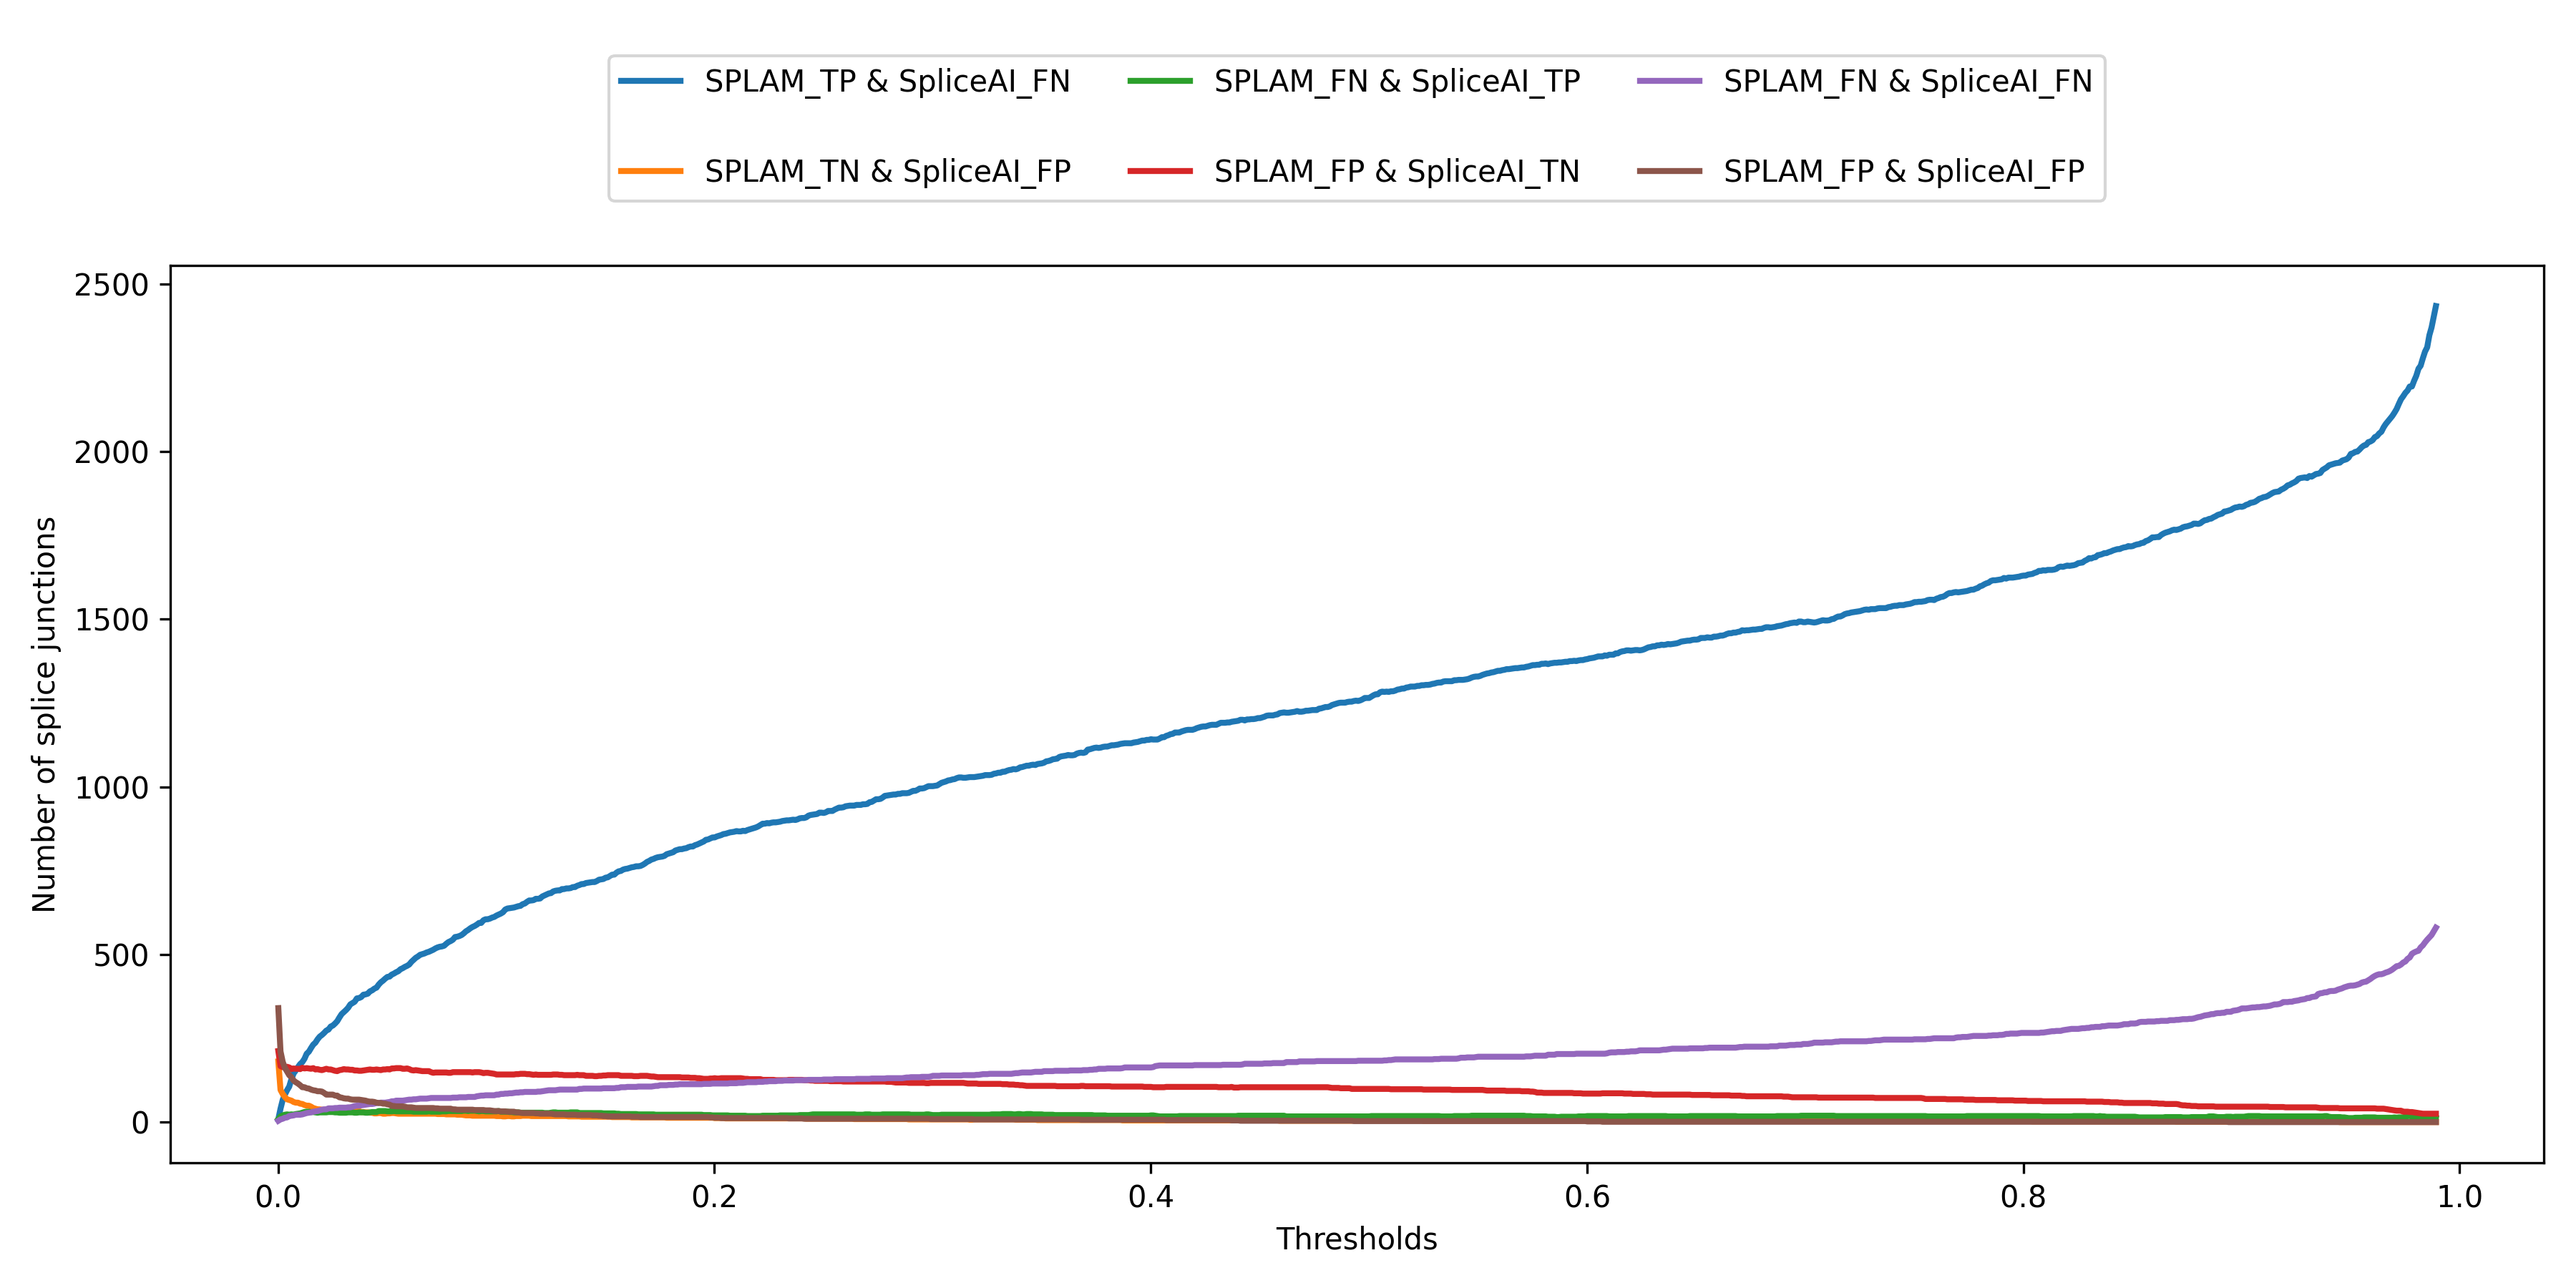 SPLAM_TP & SpliceAI_FN
SPLAM_FN & SpliceAI_TP
SPLAM_FN & SpliceAI_FN
SPLAM_TN & SpliceAI_FP
SPLAM_FP & SpliceAI_TN
SPLAM_FP & SpliceAI_FP
2500
2000
1500
1000
500
0
Number of splice junctions
0.0
0.2
0.4
0.6
0.8
1.0
Thresholds